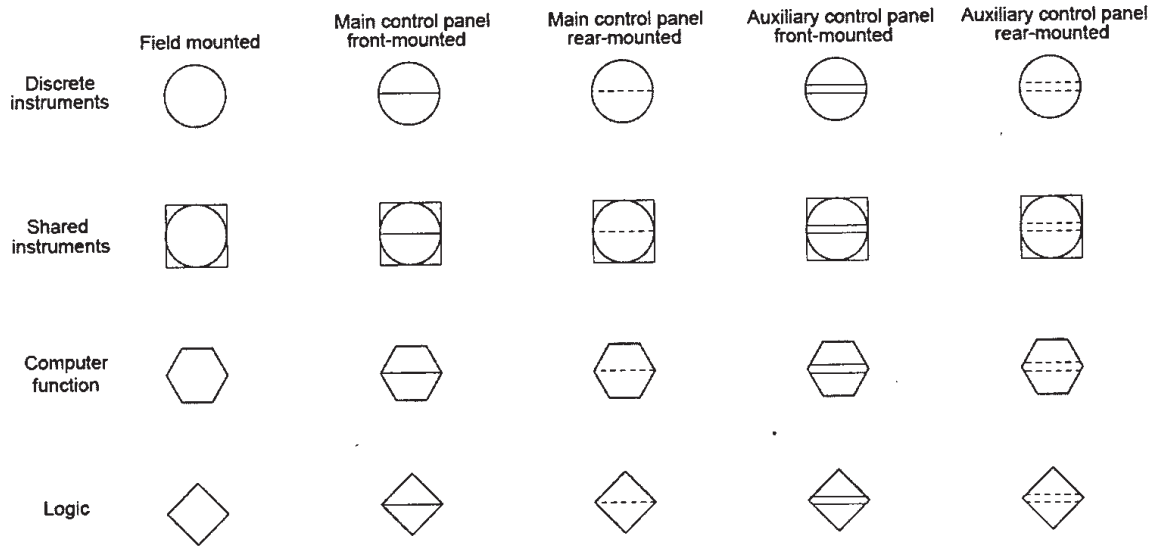 Field mounted
Main control panel
front-mounted
Main control panel
rear-mounted
Auxiliary control panel
front-mounted
Auxiliary control panel
rear-mounted
Discrete
instruments
Shared
instruments
Computer
function
Logic